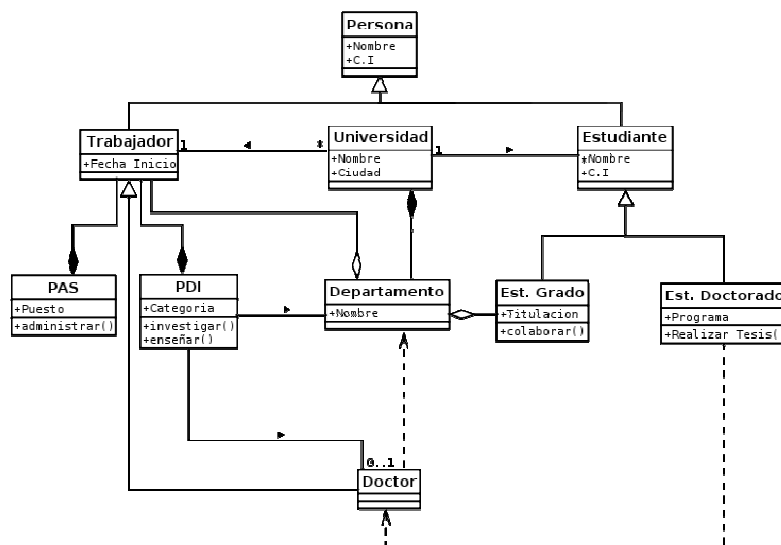 Persona
+Nombre
+C.I
Trabajador
+Fecha Inicio
1
*
Universidad
+Nombre
+Ciudad
1
*
Estudiante
+Nombre
+C.I
PAS
+Puesto
+administrar()
PDI
+Categoria
+investigar()
+enseñar()
Departamento
+Nombre
Est. Grado
+Titulacion
+colaborar()
Est. Doctorado
+Programa
+Realizar Tesis(
0..1
Doctor